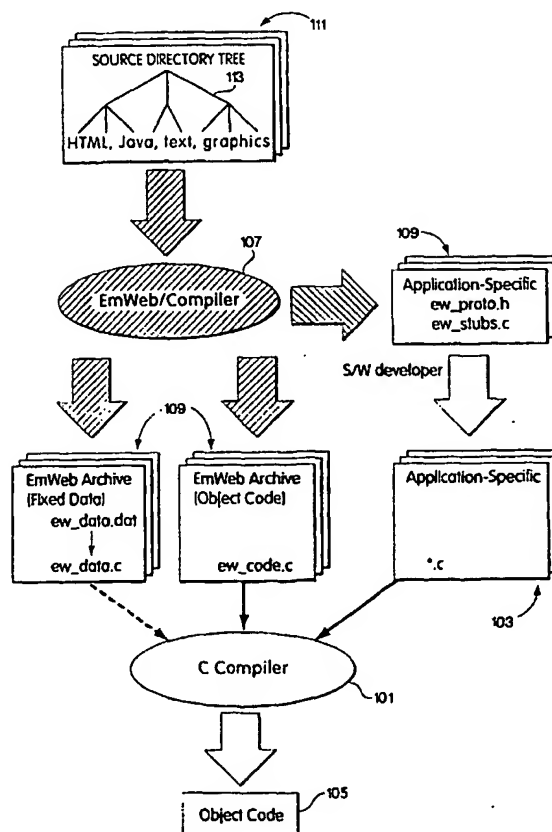 111
SOURCE DIRECTORY TREE
113
HTML, Java, text, graphics
107
EmWeb/Compiler
109
Application-Specific
ew_proto.h
ew_stubs.c
S/W developer
109
EmWeb Archive
(Fixed Data)
ew_data.dat
ew_data.c
EmWeb Archive
(Object Code)
ew_code.c
Application-Specific
*.c
103
C Compiler
101
105
Object Code